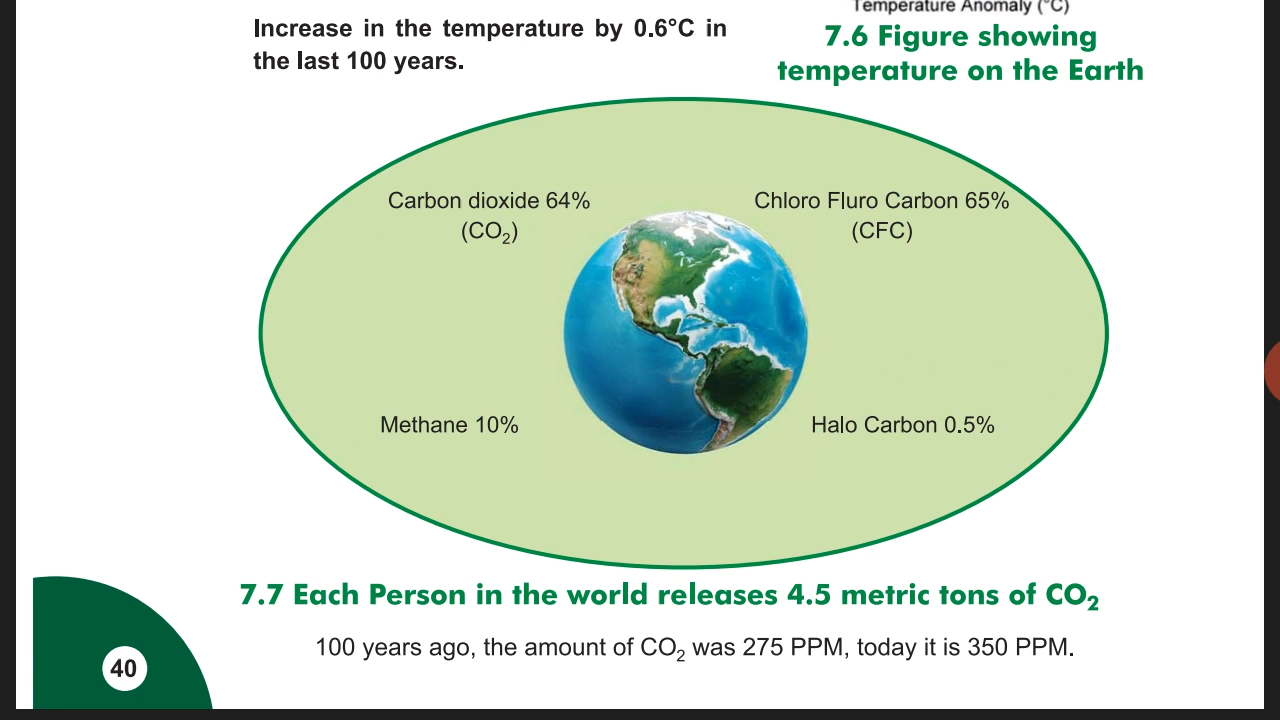 Temperature Anomaly (°C)
Increase in the temperature by 0.6°C in
the last 100 years.
7.6 Figure showing
temperature on the Earth
Carbon dioxide 64%
(CO₂)
Chloro Fluro Carbon 65%
(CFC)
Methane 10%
Halo Carbon 0.5%
7.7 Each Person in the world releases 4.5 metric tons of CO₂
100 years ago, the amount of CO₂ was 275 PPM, today it is 350 PPM.
40